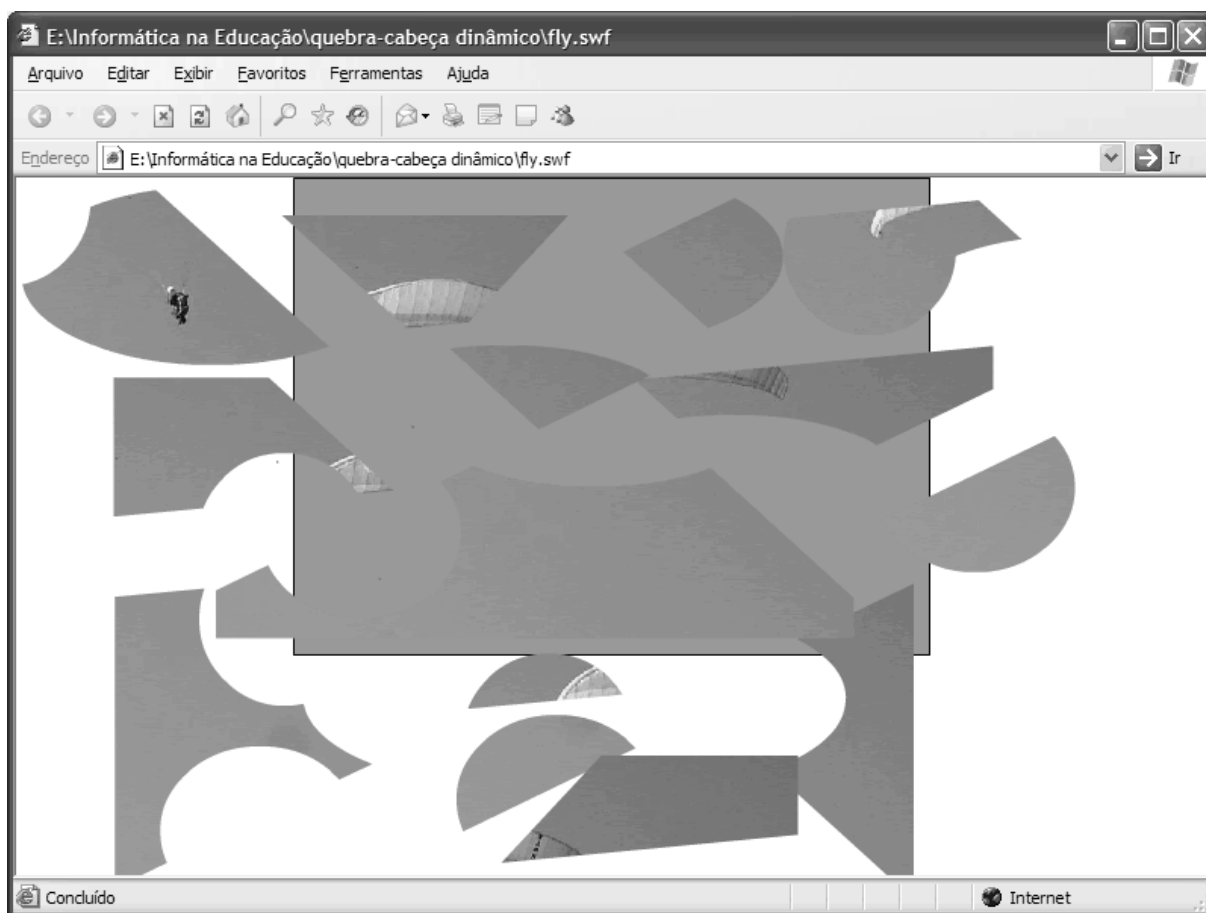 E:\Informática na Educação\quebra-cabeça dinâmico\fly.swf
Arquivo Editar Exibir Favoritos Ferramentas Ajuda
Endereço E:\Informática na Educação\quebra-cabeça dinâmico\fly.swf Ir
Concluído Internet